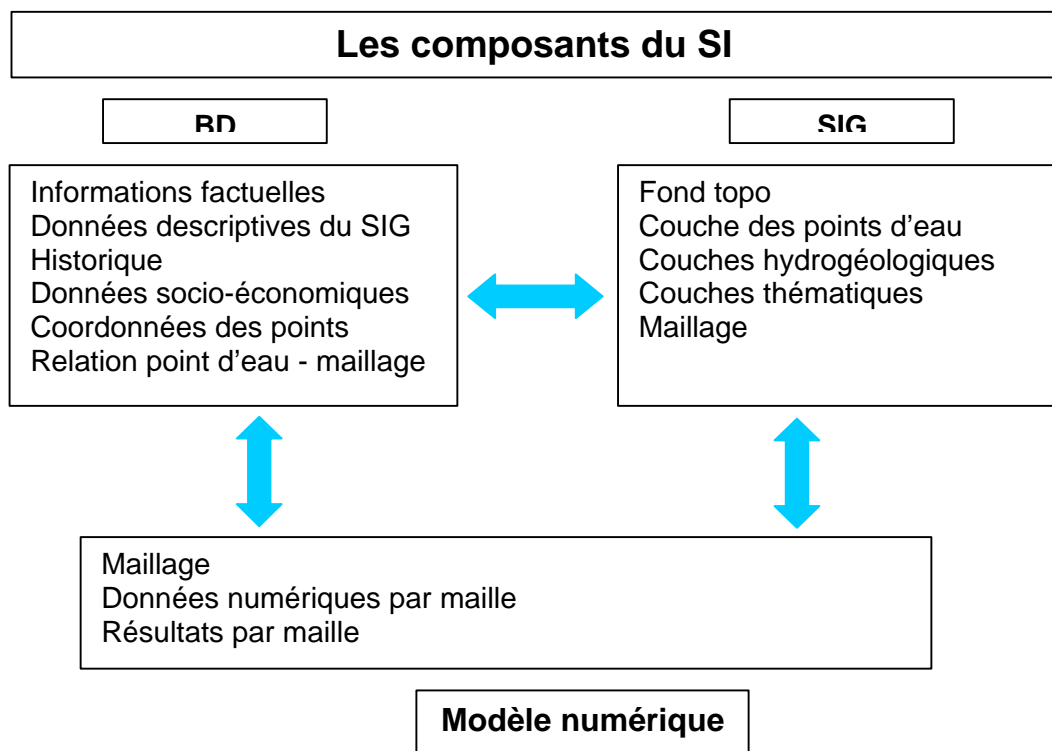 Les composants du SI
BD
SIG
Informations factuelles
Données descriptives du SIG
Historique
Données socio-économiques
Coordonnées des points
Relation point d'eau - maillage
Fond topo
Couche des points d'eau
Couches hydrogéologiques
Couches thématiques
Maillage
Maillage
Données numériques par maille
Résultats par maille
Modèle numérique